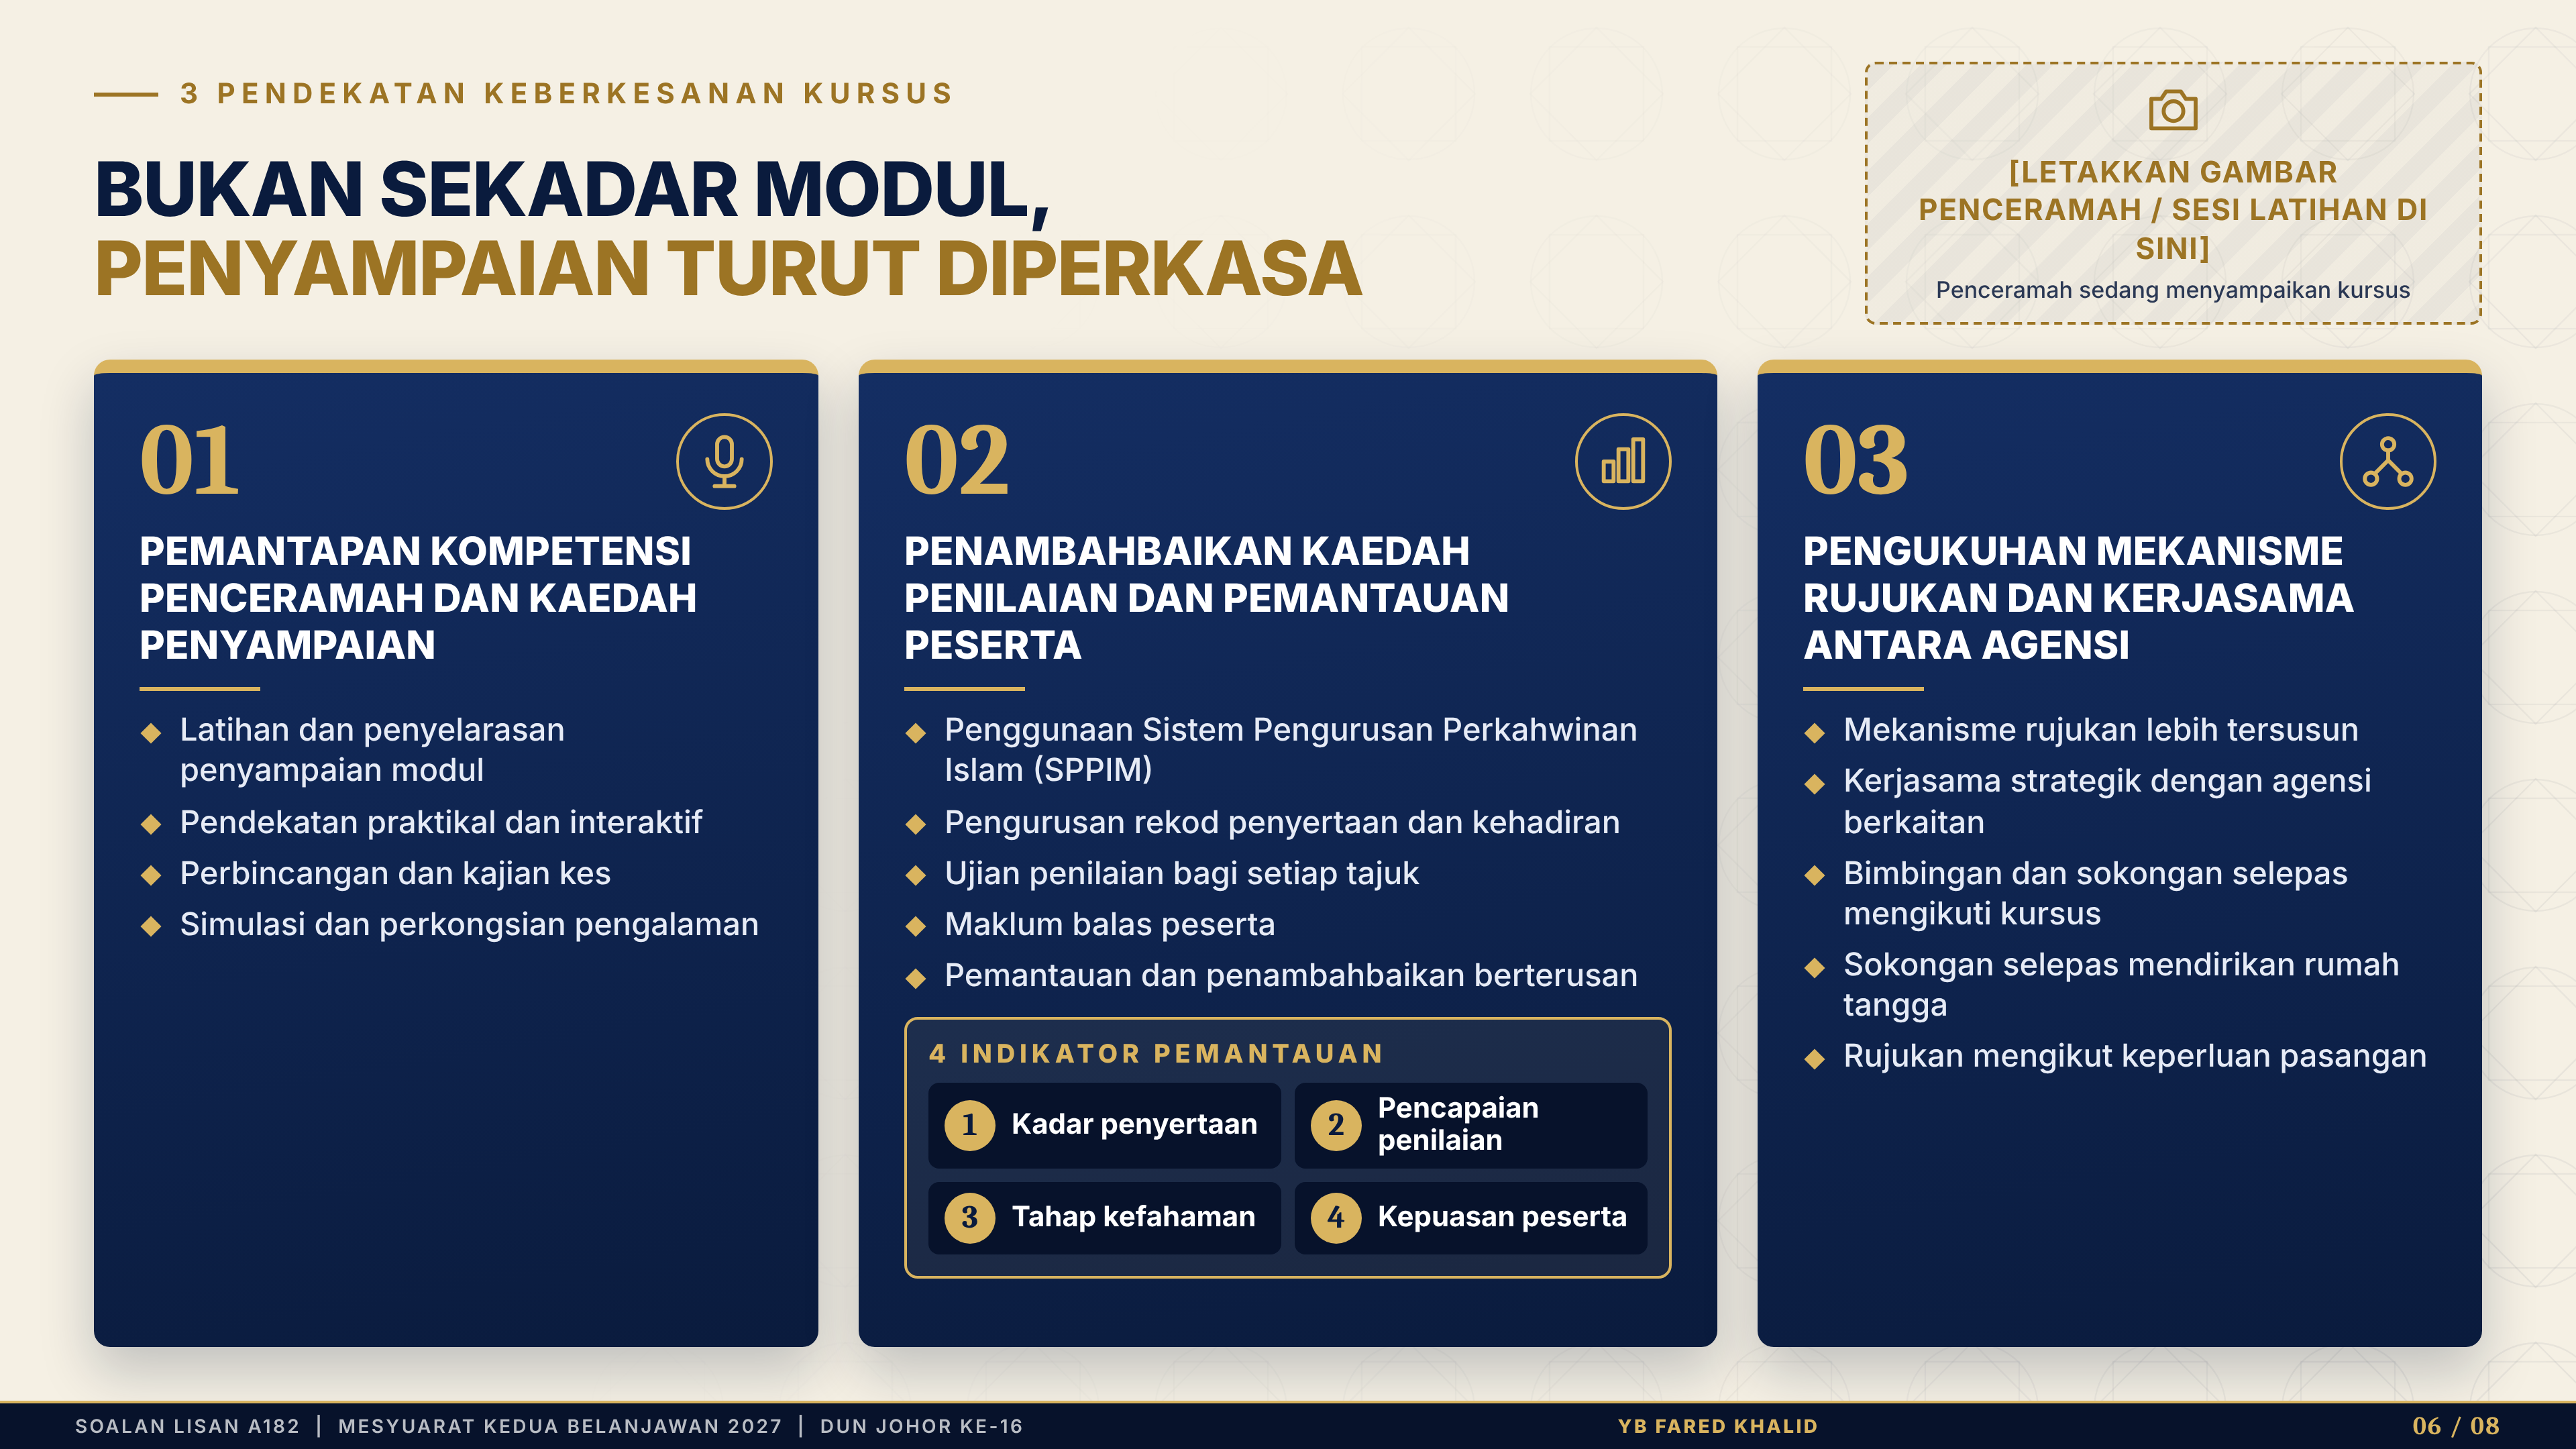 3 PENDEKATAN KEBERKESANAN KURSUS
BUKAN SEKADAR MODUL,
PENYAMPAIAN TURUT DIPERKASA
[LETAKKAN GAMBAR
PENCERAMAH / SESI LATIHAN DI
SINI]
Penceramah sedang menyampaikan kursus
01
PEMANTAPAN KOMPETENSI
PENCERAMAH DAN KAEDAH
PENYAMPAIAN
Latihan dan penyelarasan
penyampaian modul
Pendekatan praktikal dan interaktif
Perbincangan dan kajian kes
Simulasi dan perkongsian pengalaman
02
PENAMBAHBAIKAN KAEDAH
PENILAIAN DAN PEMANTAUAN
PESERTA
Penggunaan Sistem Pengurusan Perkahwinan
Islam (SPPIM)
Pengurusan rekod penyertaan dan kehadiran
Ujian penilaian bagi setiap tajuk
Maklum balas peserta
Pemantauan dan penambahbaikan berterusan
4 INDIKATOR PEMANTAUAN
1 Kadar penyertaan
2 Pencapaian
penilaian
3 Tahap kefahaman
4 Kepuasan peserta
03
PENGUKUHAN MEKANISME
RUJUKAN DAN KERJASAMA
ANTARA AGENSI
Mekanisme rujukan lebih tersusun
Kerjasama strategik dengan agensi
berkaitan
Bimbingan dan sokongan selepas
mengikuti kursus
Sokongan selepas mendirikan rumah
tangga
Rujukan mengikut keperluan pasangan
SOALAN LISAN A182 | MESYUARAT KEDUA BELANJAWAN 2027 | DUN JOHOR KE-16
YB FARED KHALID
06 / 08